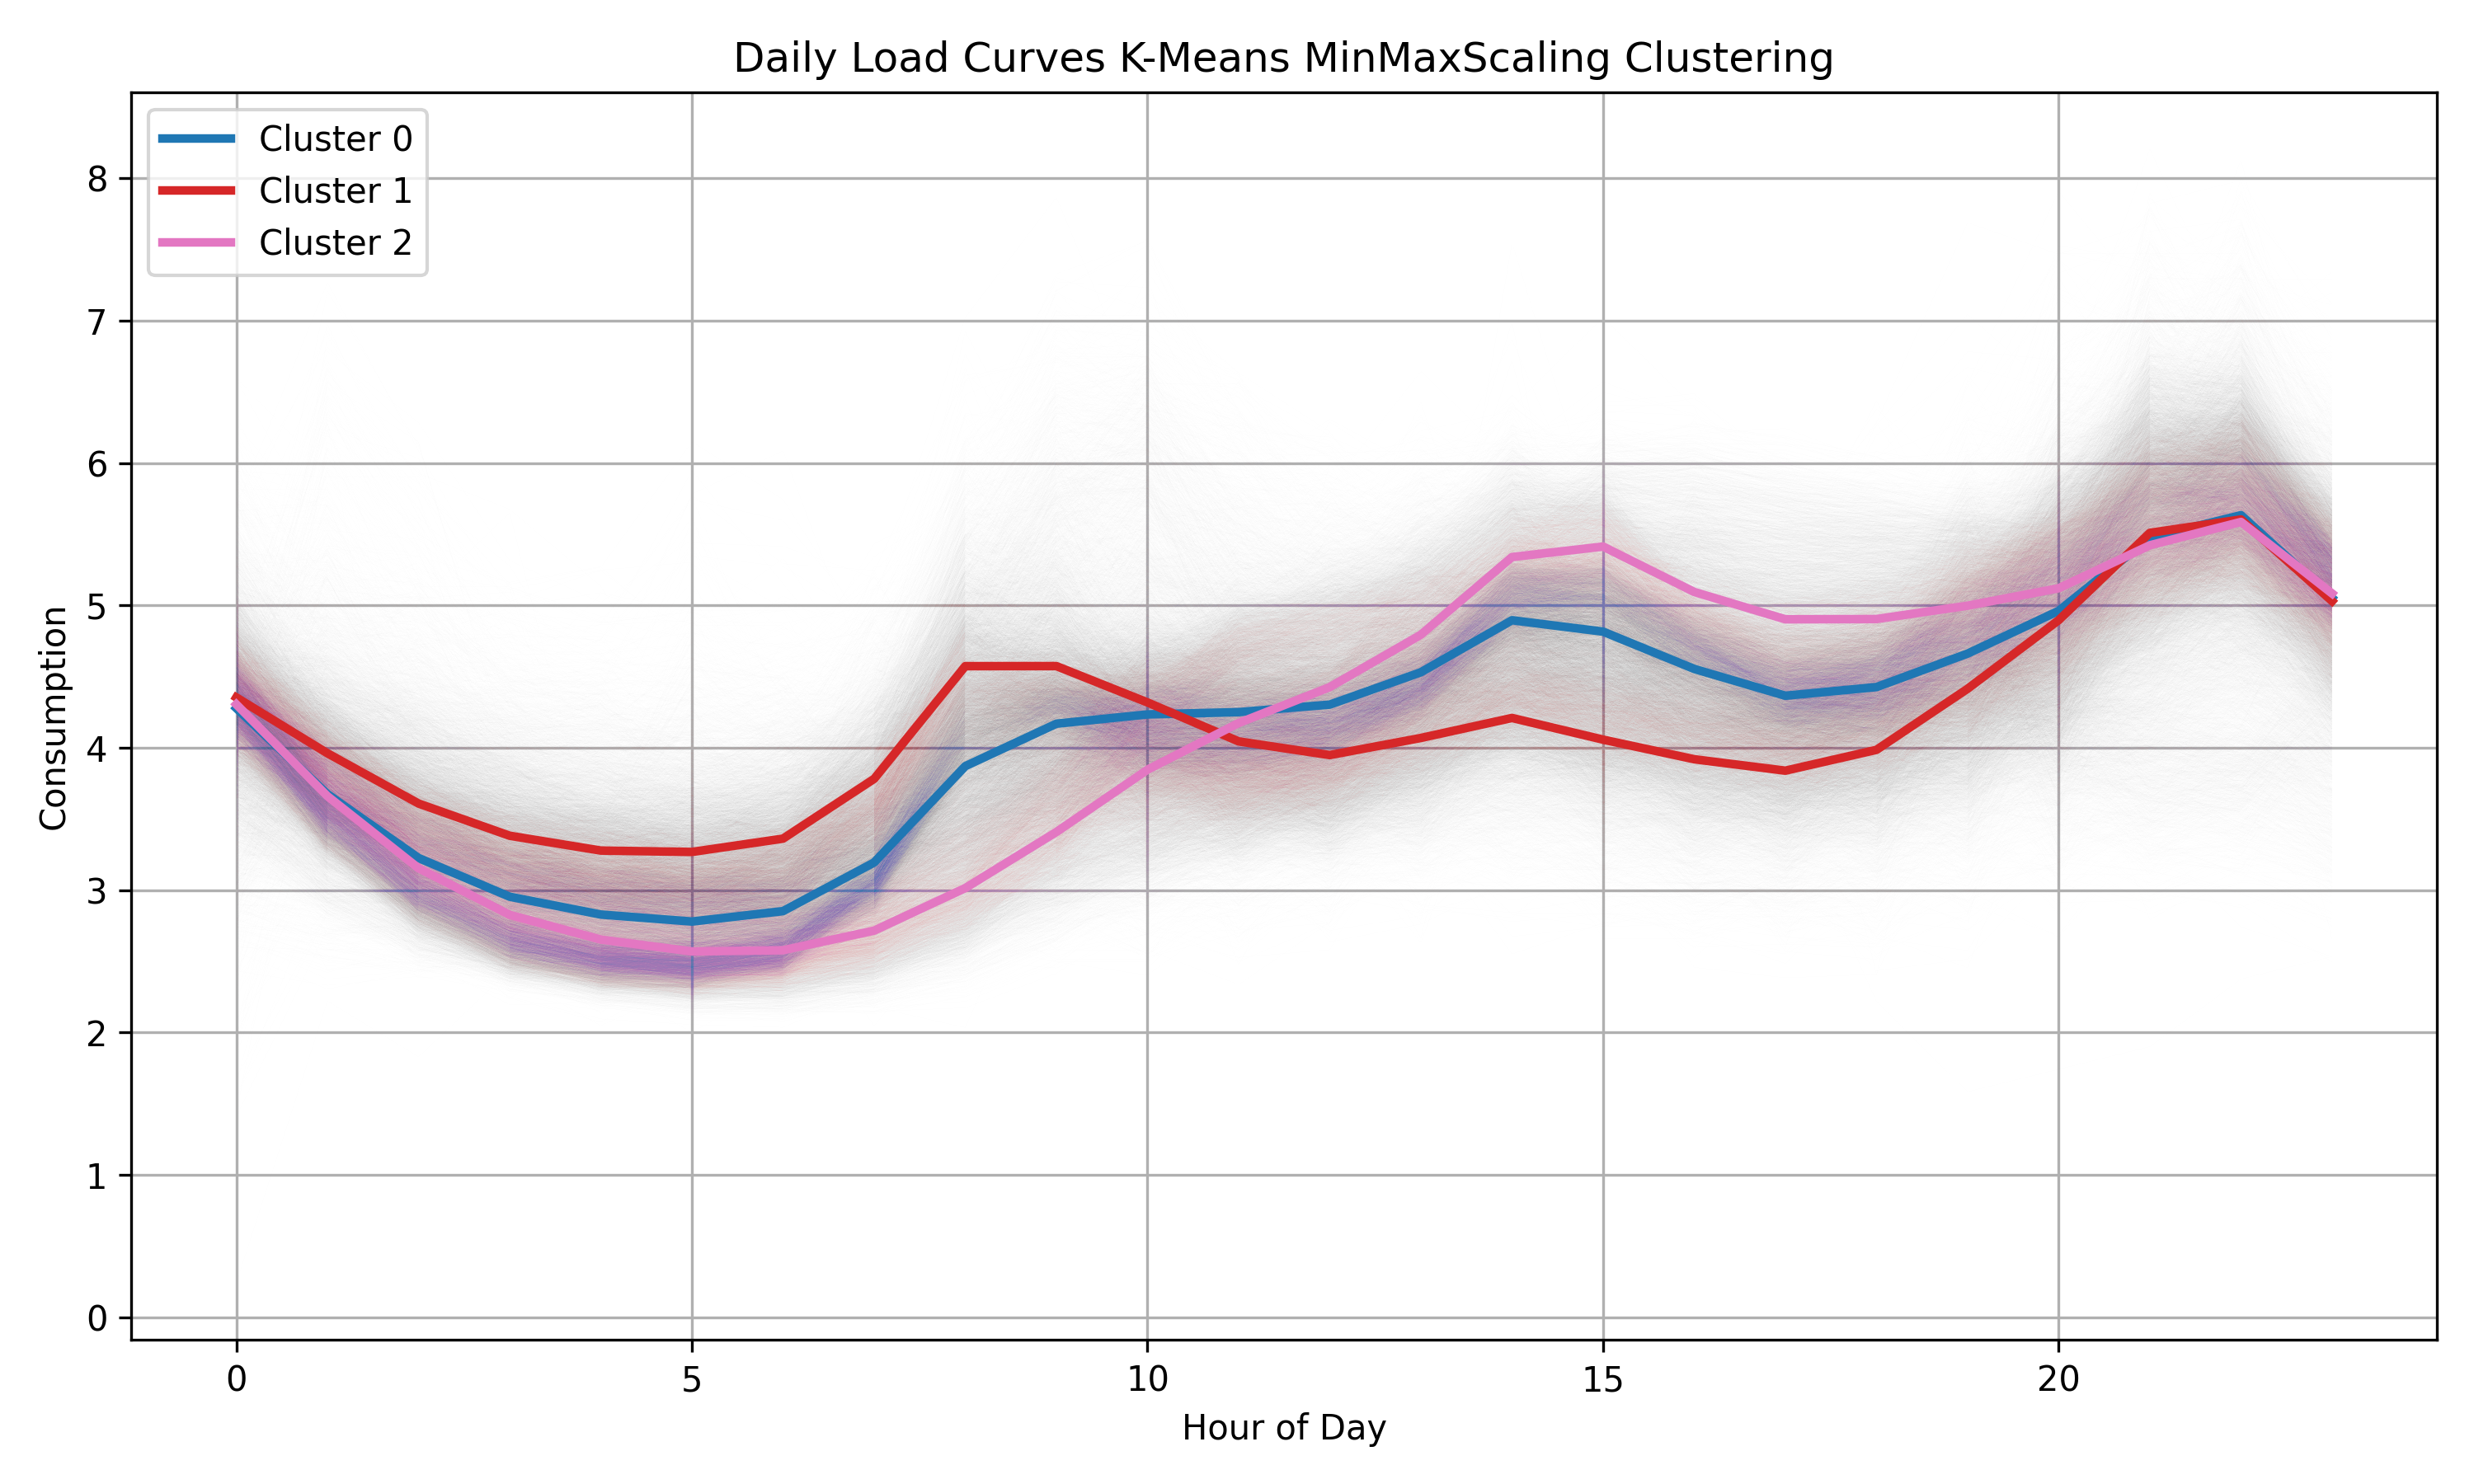 Daily Load Curves K-Means MinMaxScaling Clustering
Cluster 0
Cluster 1
Cluster 2
8
7
6
5
4
3
2
1
0
Consumption
0 5 10 15 20
Hour of Day